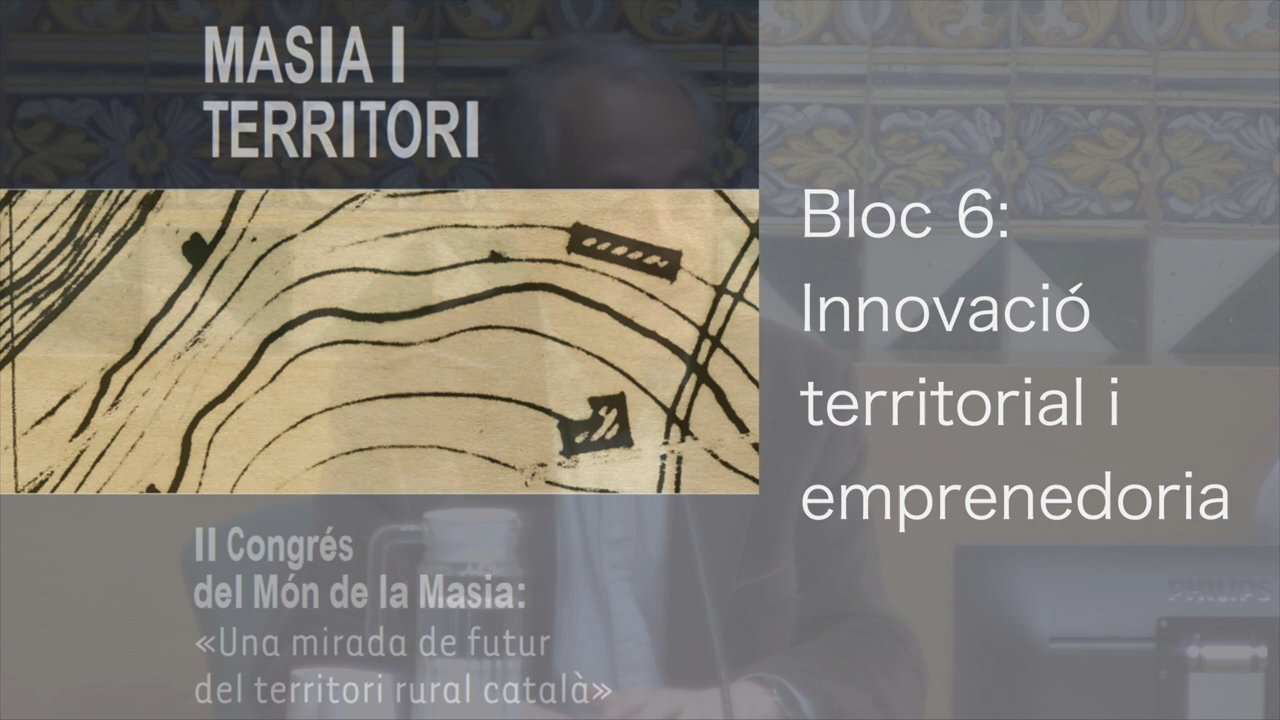 MASIA I
TERRITORI
Bloc 6:
Innovació
territorial i
emprenedoria
II Congrés
del Món de la Masia:
«Una mirada de futur
del territori rural català»
PHILIPS